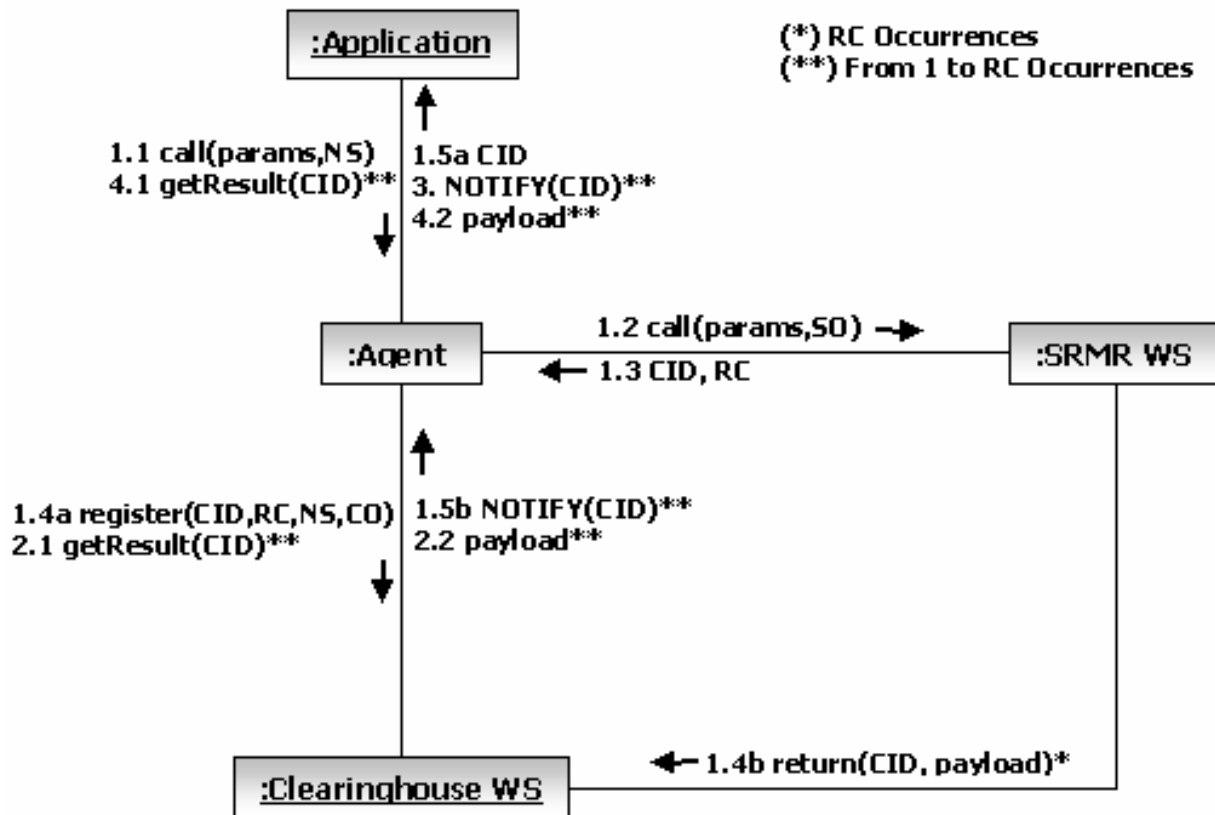 :Application
(*) RC Occurrences
(**) From 1 to RC Occurrences
1.1 call(params,NS)
4.1 getResult(CID)**
1.5a CID
3. NOTIFY(CID)**
4.2 payload**
1.2 call(params,SO)
:Agent
:SRMR WS
1.3 CID, RC
1.4a register(CID,RC,NS,CO)
2.1 getResult(CID)**
1.5b NOTIFY(CID)**
2.2 payload**
1.4b return(CID, payload)*
:Clearinghouse WS